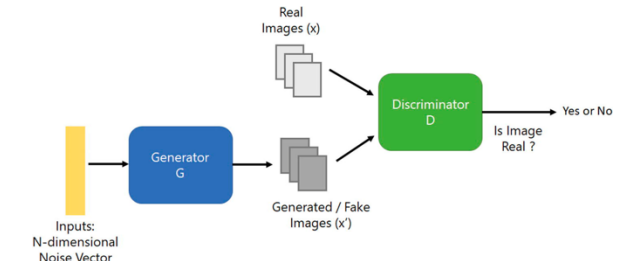 Real
Images (x)
Discriminator
D
Yes or No
Is Image
Real ?
Generator
G
Generated / Fake
Images (x')
Inputs:
N-dimensional
Noise Vector